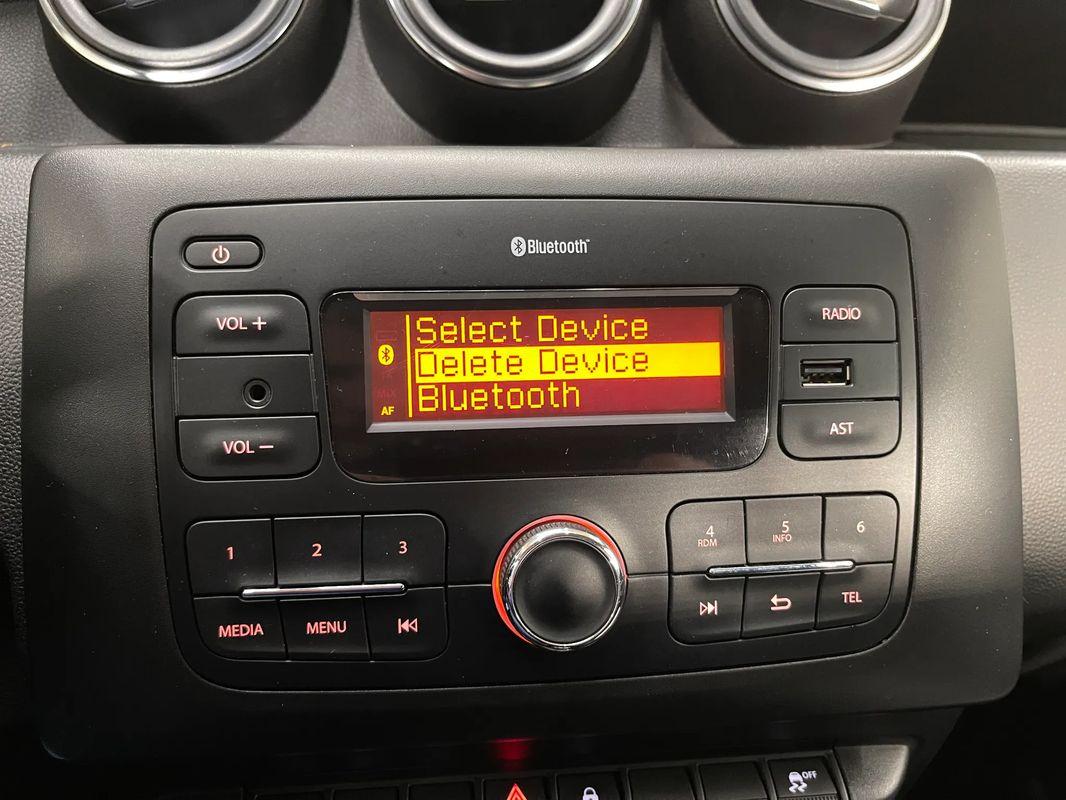 Bluetooth
VOL +
VOL −
Select Device
Delete Device
Bluetooth
AF
RADIO
AST
1
2
3
MEDIA
MENU
4
RDM
5
INFO
6
TEL
OFF